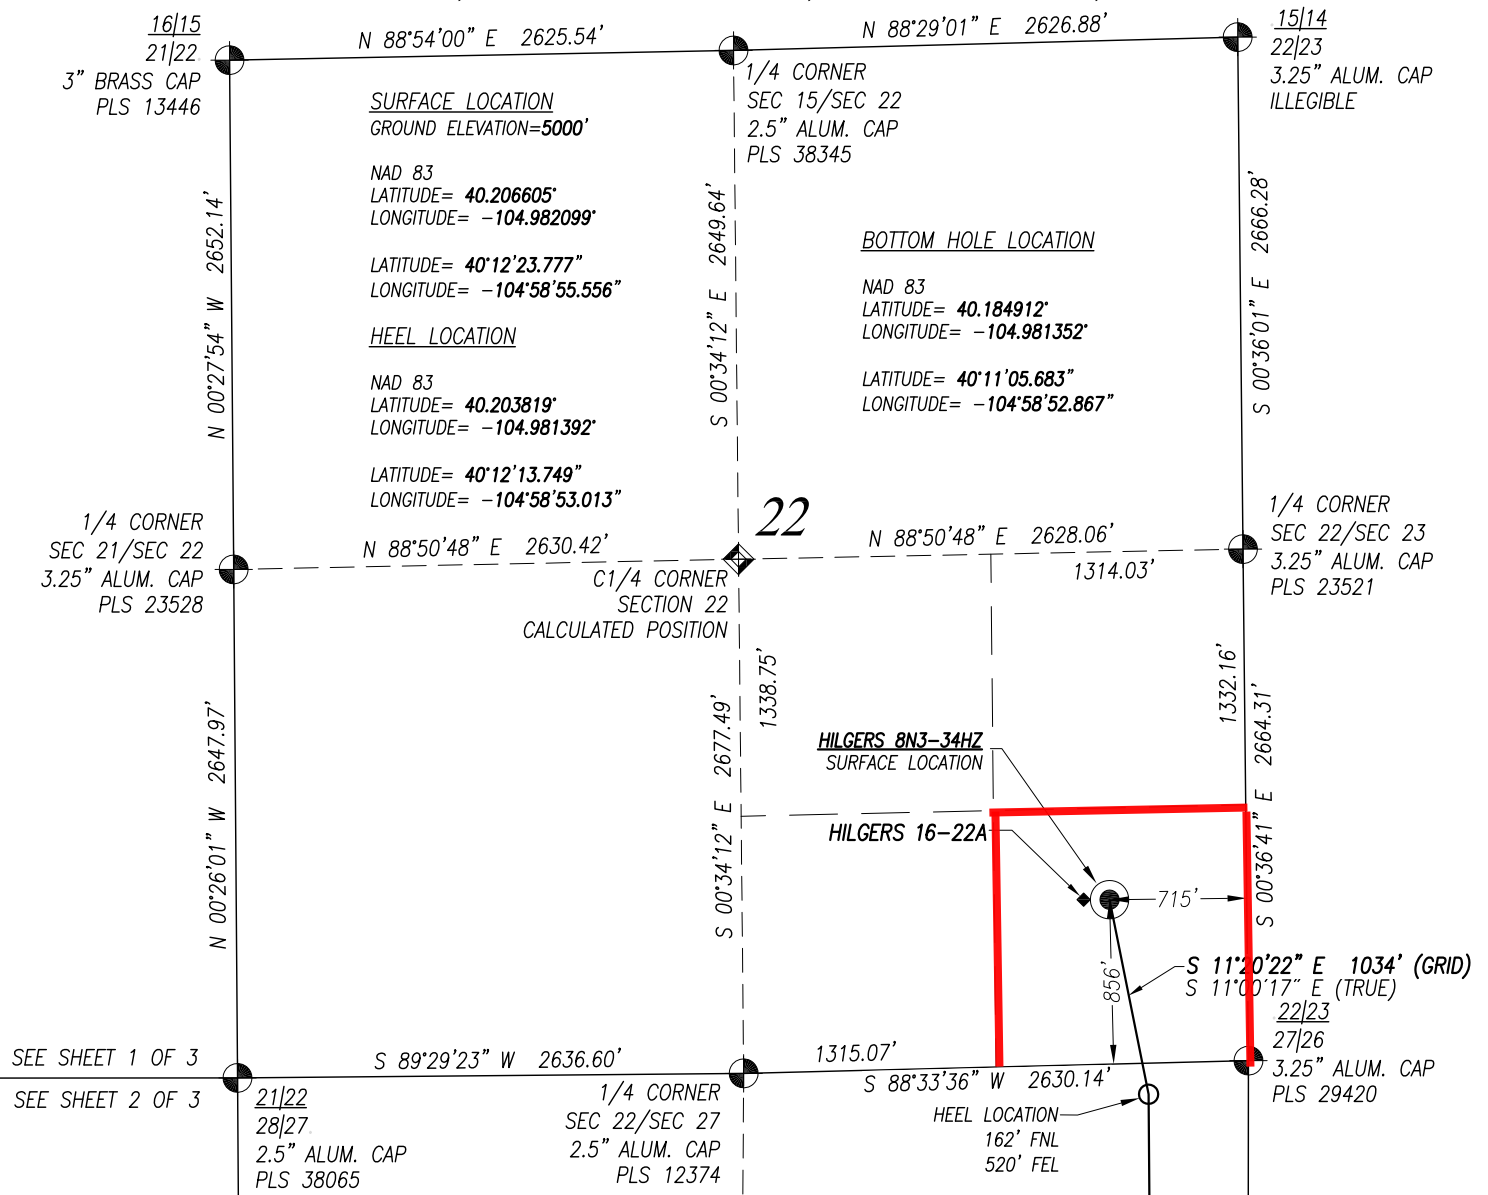 16|15
21|22
3" BRASS CAP
PLS 13446
N 88°54'00" E 2625.54'
N 88°29'01" E 2626.88'
15|14
22|23
3.25" ALUM. CAP
ILLEGIBLE
1/4 CORNER
SEC 15/SEC 22
2.5" ALUM. CAP
PLS 38345
SURFACE LOCATION
GROUND ELEVATION=5000'
NAD 83
LATITUDE= 40.206605°
LONGITUDE= -104.982099°
LATITUDE= 40°12'23.777"
LONGITUDE= -104°58'55.556"
HEEL LOCATION
NAD 83
LATITUDE= 40.203819°
LONGITUDE= -104.981392°
LATITUDE= 40°12'13.749"
LONGITUDE= -104°58'53.013"
BOTTOM HOLE LOCATION
NAD 83
LATITUDE= 40.184912°
LONGITUDE= -104.981352°
LATITUDE= 40°11'05.683"
LONGITUDE= -104°58'52.867"
N 00°27'54" W 2652.14'
S 00°34'12" E 2649.64'
S 00°36'01" E 2666.28'
1/4 CORNER
SEC 21/SEC 22
3.25" ALUM. CAP
PLS 23528
N 88°50'48" E 2630.42'
22
N 88°50'48" E 2628.06'
1314.03'
C1/4 CORNER
SECTION 22
CALCULATED POSITION
1/4 CORNER
SEC 22/SEC 23
3.25" ALUM. CAP
PLS 23521
N 00°26'01" W 2647.97'
S 00°34'12" E 2677.49'
1338.75'
1332.16'
S 00°36'41" E 2664.31'
HILGERS 8N3-34HZ
SURFACE LOCATION
HILGERS 16-22A
715'
856'
S 11°20'22" E 1034' (GRID)
S 11°00'17" E (TRUE)
22|23
27|26
3.25" ALUM. CAP
PLS 29420
SEE SHEET 1 OF 3
SEE SHEET 2 OF 3
S 89°29'23" W 2636.60'
1315.07'
S 88°33'36" W 2630.14'
21|22
28|27
2.5" ALUM. CAP
PLS 38065
1/4 CORNER
SEC 22/SEC 27
2.5" ALUM. CAP
PLS 12374
HEEL LOCATION
162' FNL
520' FEL